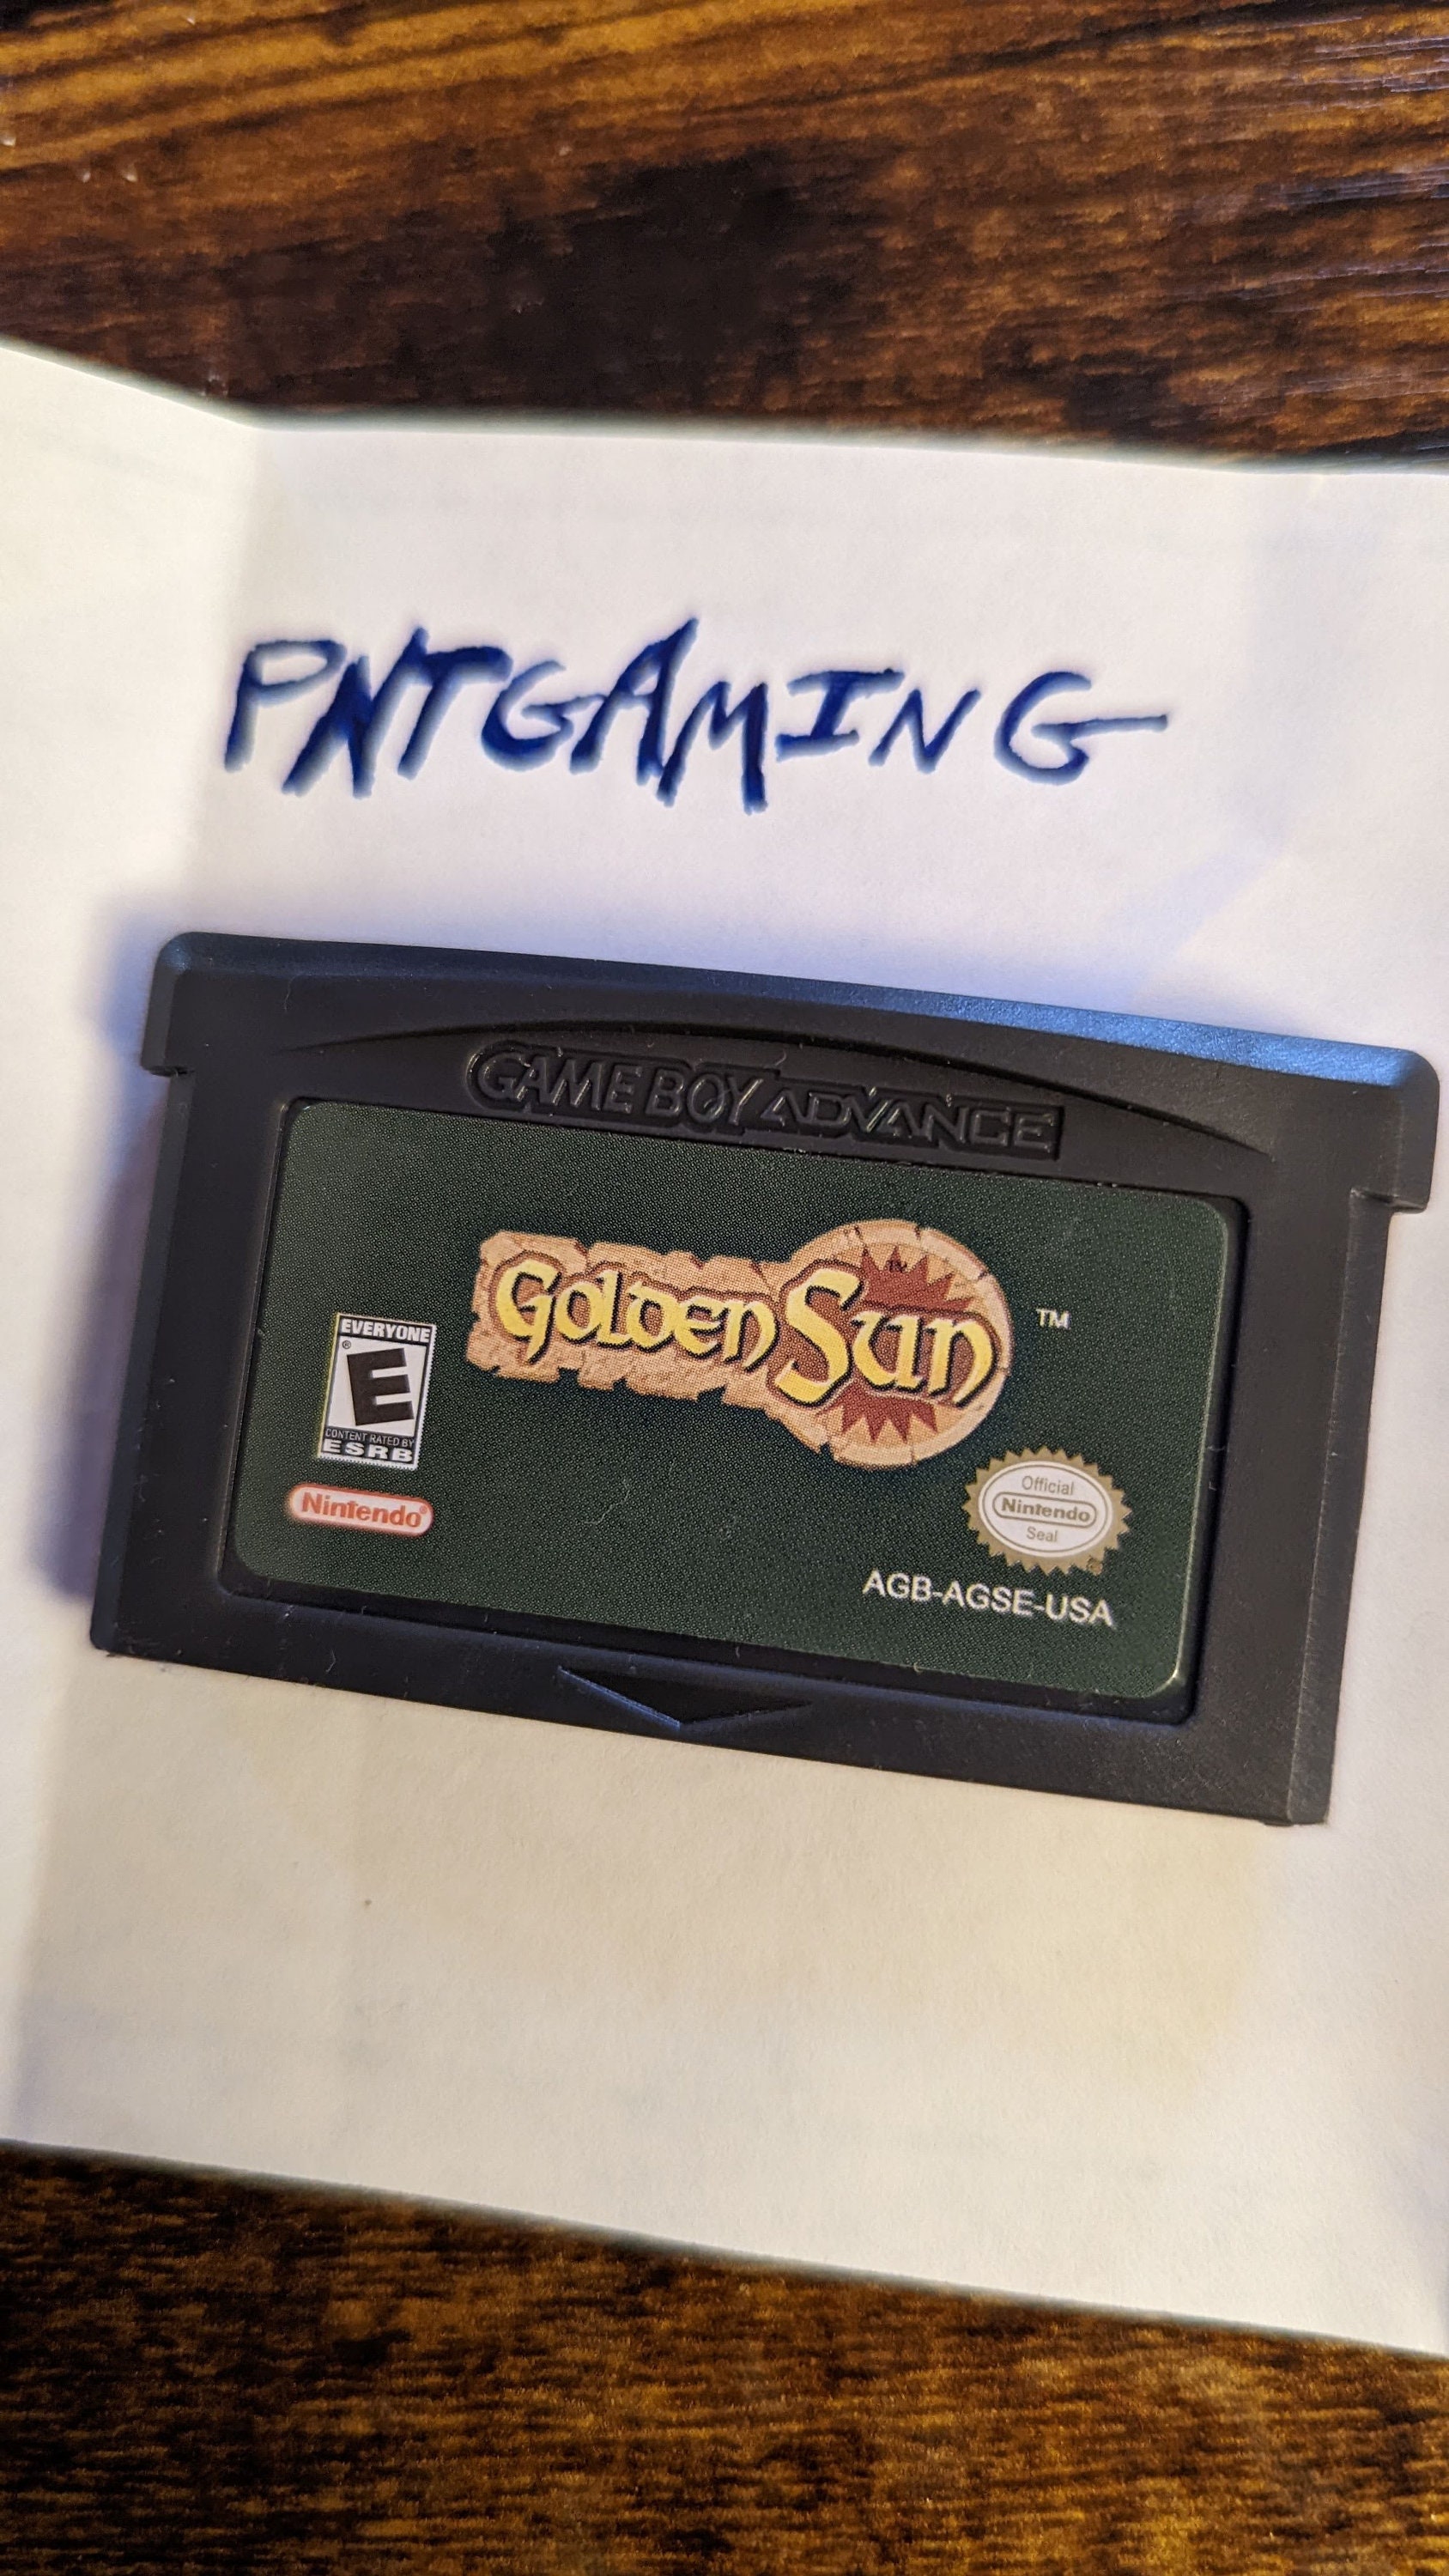 PNTGAMING
GAME BOY ADVANCE
GOLDEN SUN
TM
EVERYONE
E
®
CONTENT RATED BY
ESRB
Nintendo®
Official
Nintendo
Seal
AGB-AGSE-USA